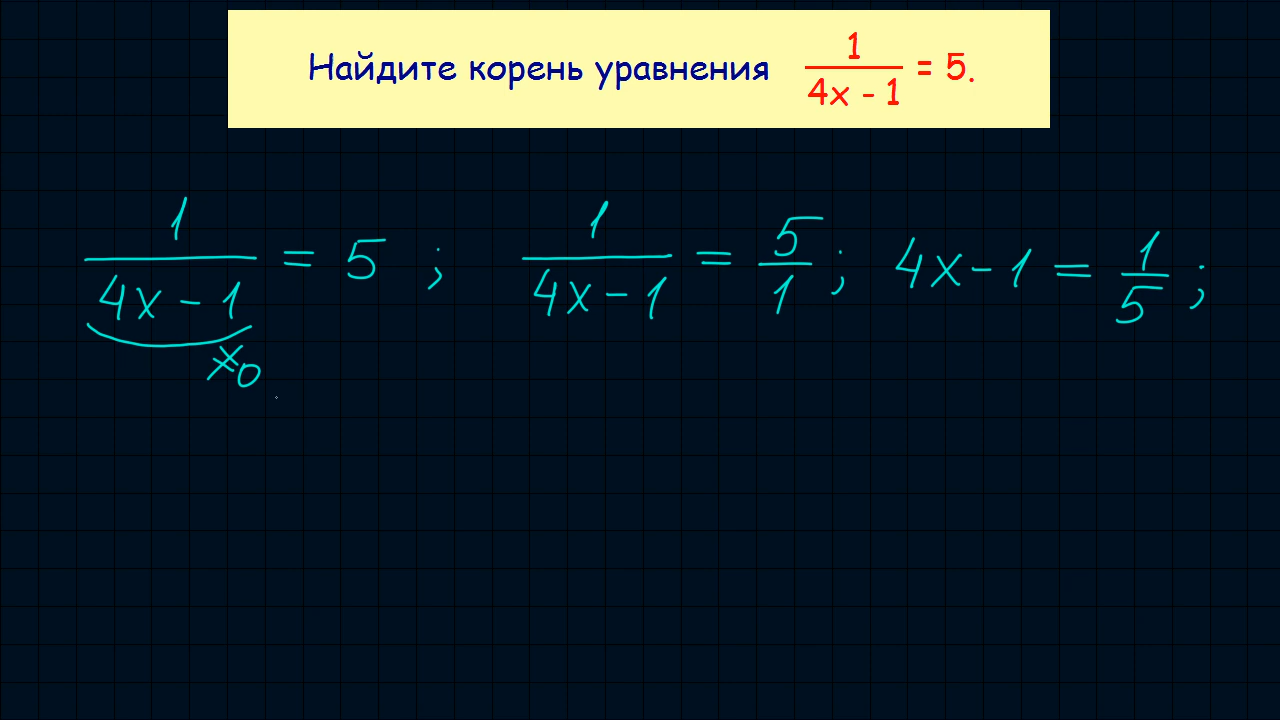 Найдите корень уравнения 1/(4x - 1) = 5.
1/(4x - 1) = 5 ; 1/(4x - 1) = 5/1 ; 4x - 1 = 1/5 ;
≠0